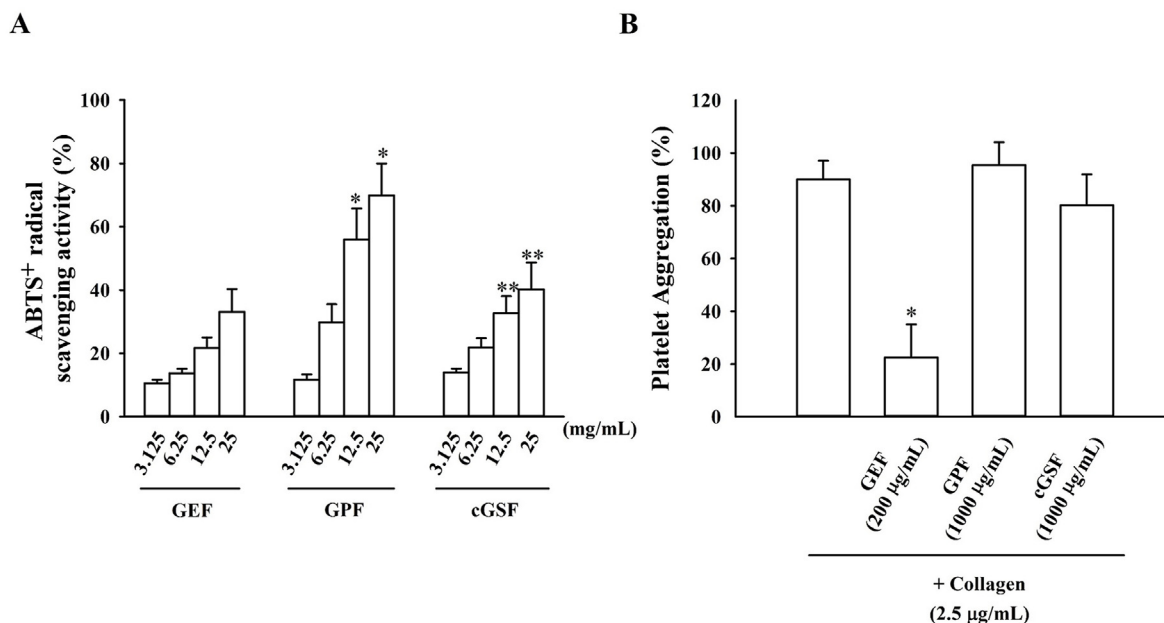 A
ABTS+ radical
scavenging activity (%)
100
80
60
40
20
0
*
*
**
**
3.125
6.25
12.5
25
3.125
6.25
12.5
25
3.125
6.25
12.5
25
(mg/mL)
GEF
GPF
cGSF
B
Platelet Aggregation (%)
120
100
80
60
40
20
0
*
GEF
(200 μg/mL)
GPF
(1000 μg/mL)
cGSF
(1000 μg/mL)
+ Collagen
(2.5 μg/mL)